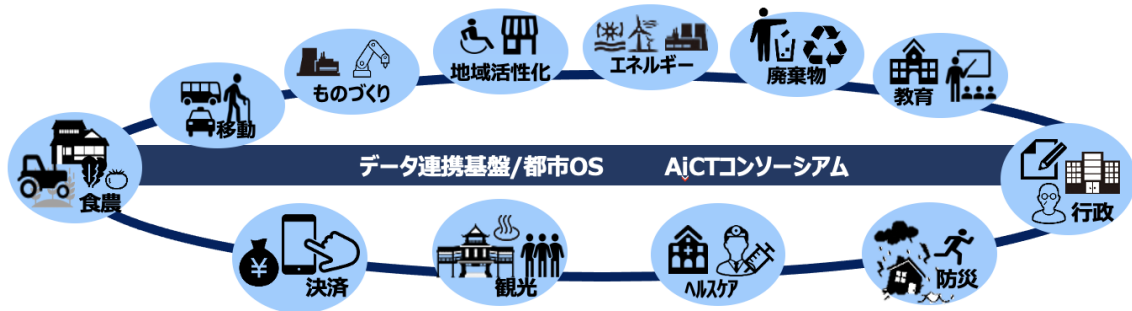 地域活性化
エネルギー
廃棄物
ものづくり
教育
移動
データ連携基盤/都市OS AiCTコンソーシアム
食農
行政
¥
決済
観光
ヘルスケア
防災